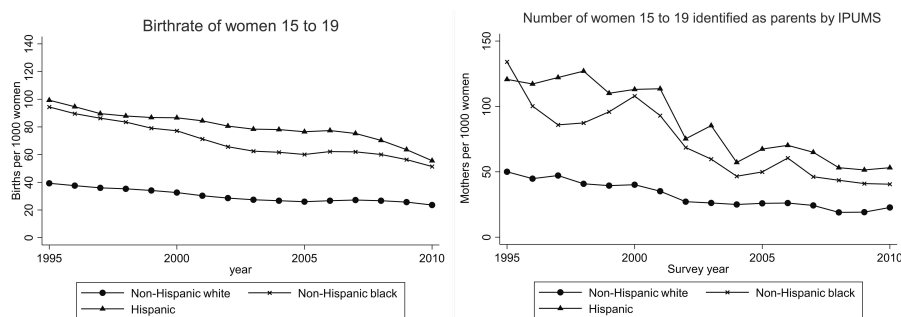 Birthrate of women 15 to 19
Births per 1000 women
140
120
100
80
60
40
20
0
1995
2000
2005
2010
year
Non-Hispanic white
Non-Hispanic black
Hispanic
Number of women 15 to 19 identified as parents by IPUMS
Mothers per 1000 women
150
100
50
0
1995
2000
2005
2010
Survey year
Non-Hispanic white
Non-Hispanic black
Hispanic